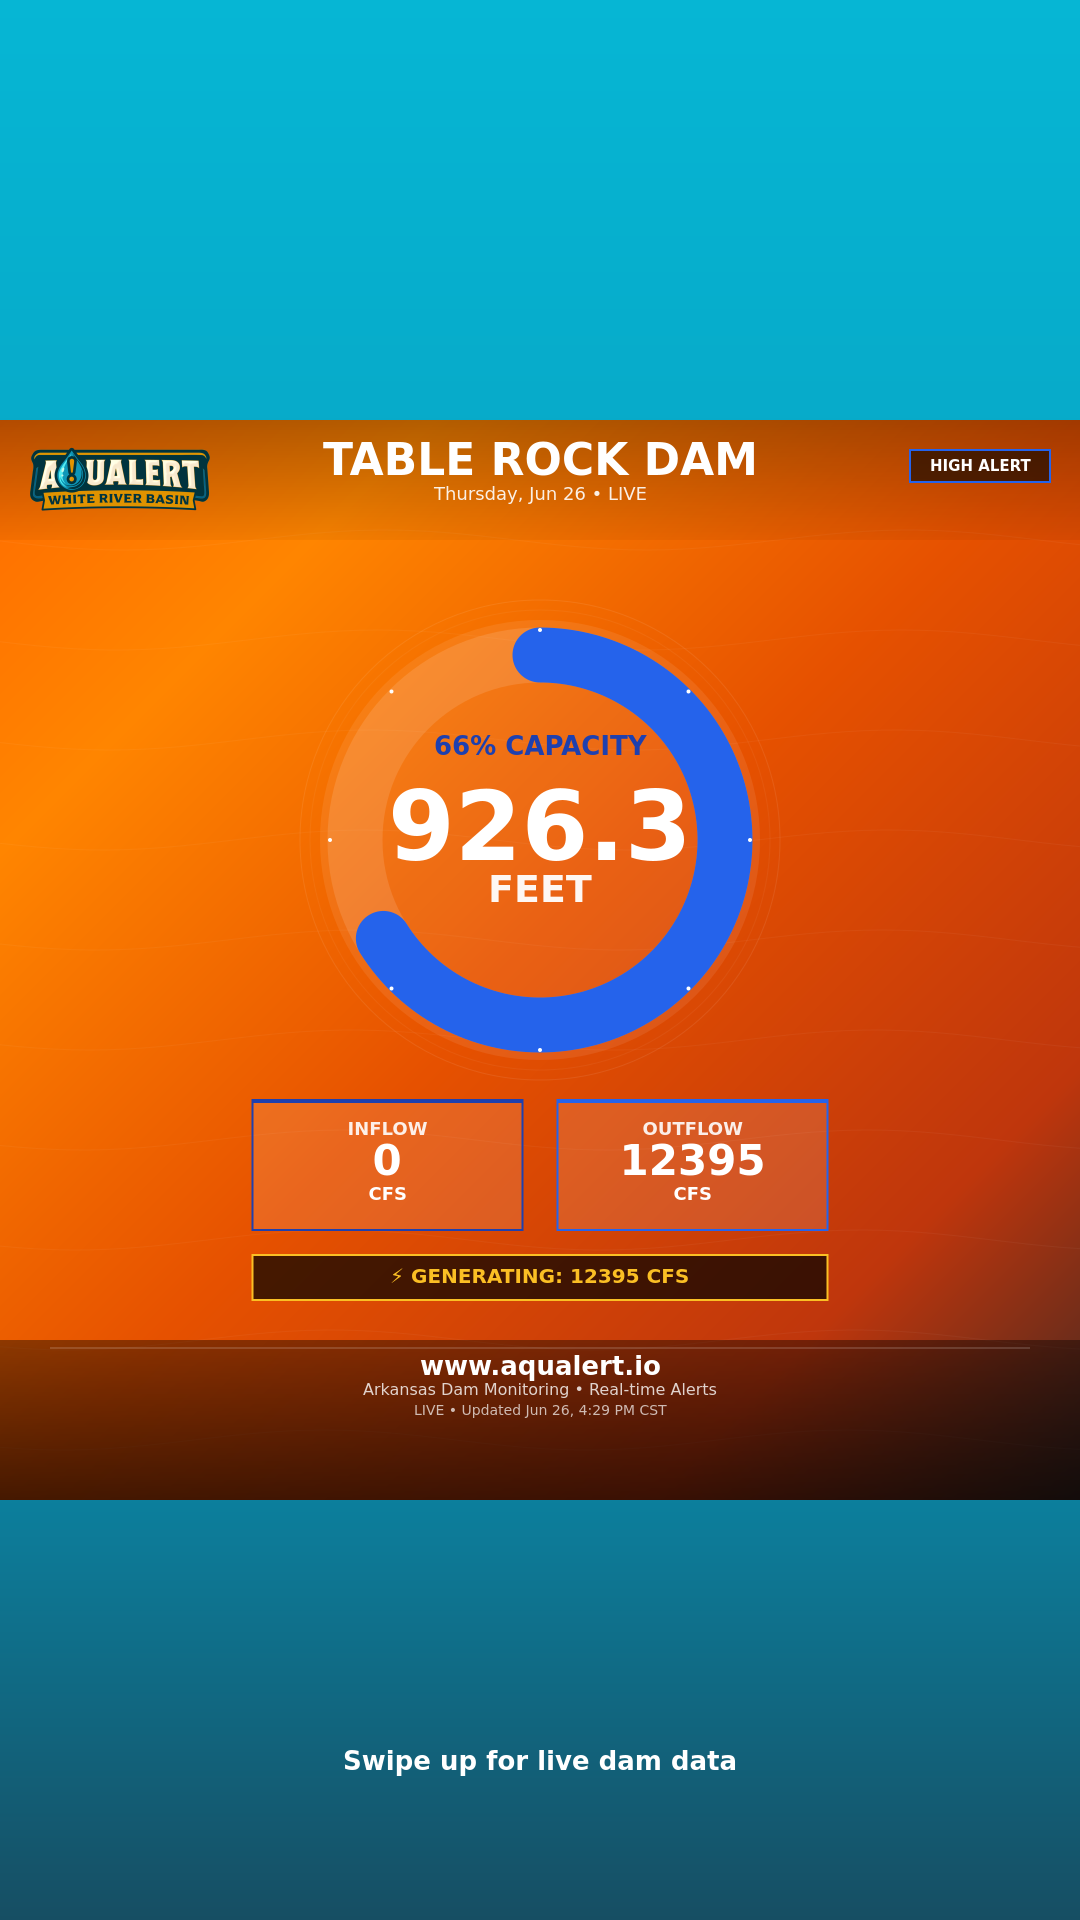 AQUALERT
WHITE RIVER BASIN
TABLE ROCK DAM
Thursday, Jun 26 • LIVE
HIGH ALERT
66% CAPACITY
926.3
FEET
INFLOW
0
CFS
OUTFLOW
12395
CFS
⚡ GENERATING: 12395 CFS
www.aqualert.io
Arkansas Dam Monitoring • Real-time Alerts
LIVE • Updated Jun 26, 4:29 PM CST
Swipe up for live dam data